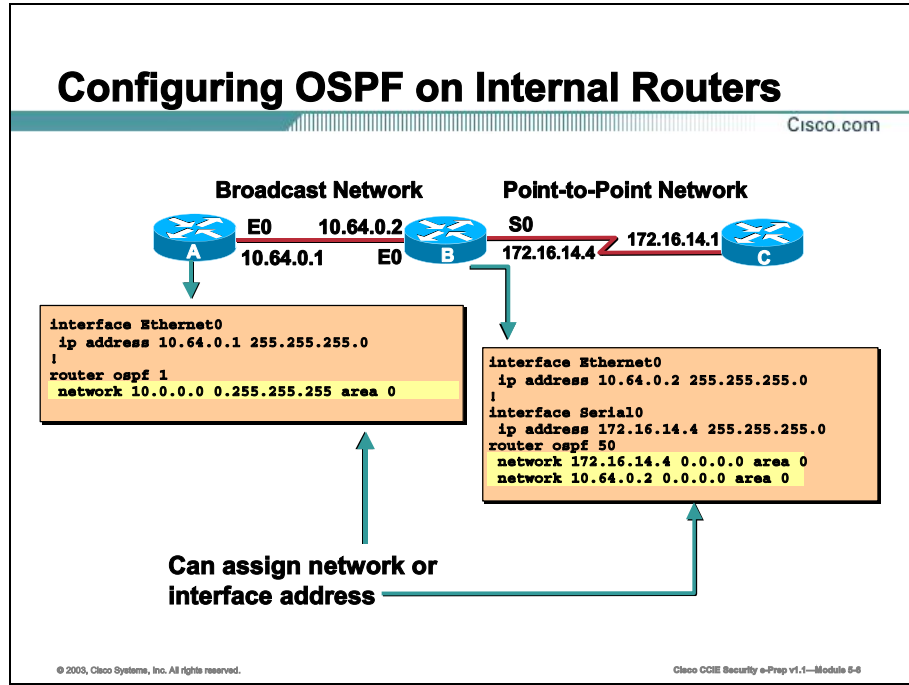 Configuring OSPF on Internal Routers
Cisco.com
Broadcast Network
Point-to-Point Network
A
E0
10.64.0.2
10.64.0.1
E0
B
S0
172.16.14.4
172.16.14.1
C
interface Ethernet0
ip address 10.64.0.1 255.255.255.0
!
router ospf 1
network 10.0.0.0 0.255.255.255 area 0
interface Ethernet0
ip address 10.64.0.2 255.255.255.0
!
interface Serial0
ip address 172.16.14.4 255.255.255.0
router ospf 50
network 172.16.14.4 0.0.0.0 area 0
network 10.64.0.2 0.0.0.0 area 0
Can assign network or
interface address
© 2003, Cisco Systems, Inc. All rights reserved.
Cisco CCIE Security e-Prep v1.1—Module 5-6